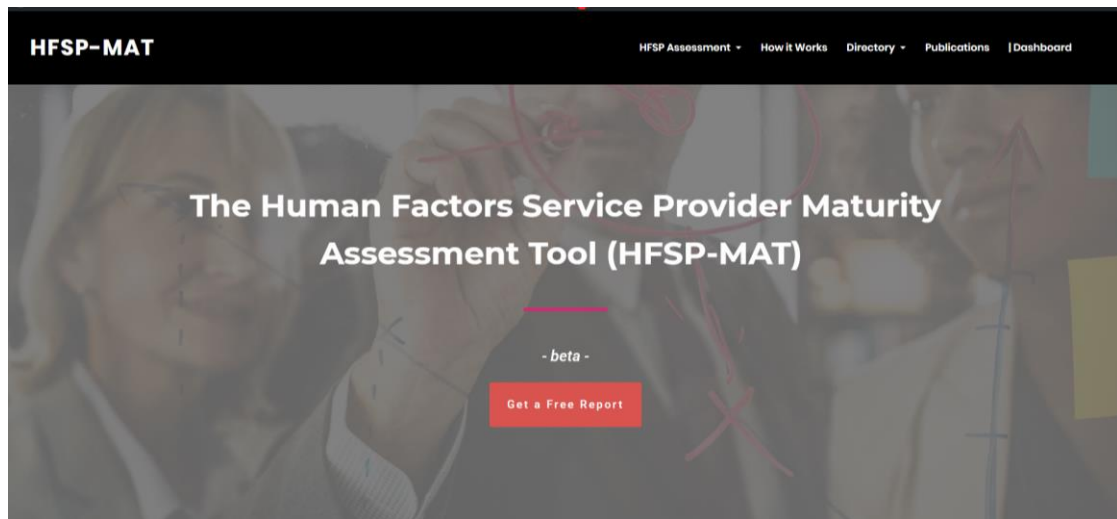 HFSP-MAT
HFSP Assessment
How it Works
Directory
Publications
| Dashboard
The Human Factors Service Provider Maturity
Assessment Tool (HFSP-MAT)
- beta -
Get a Free Report